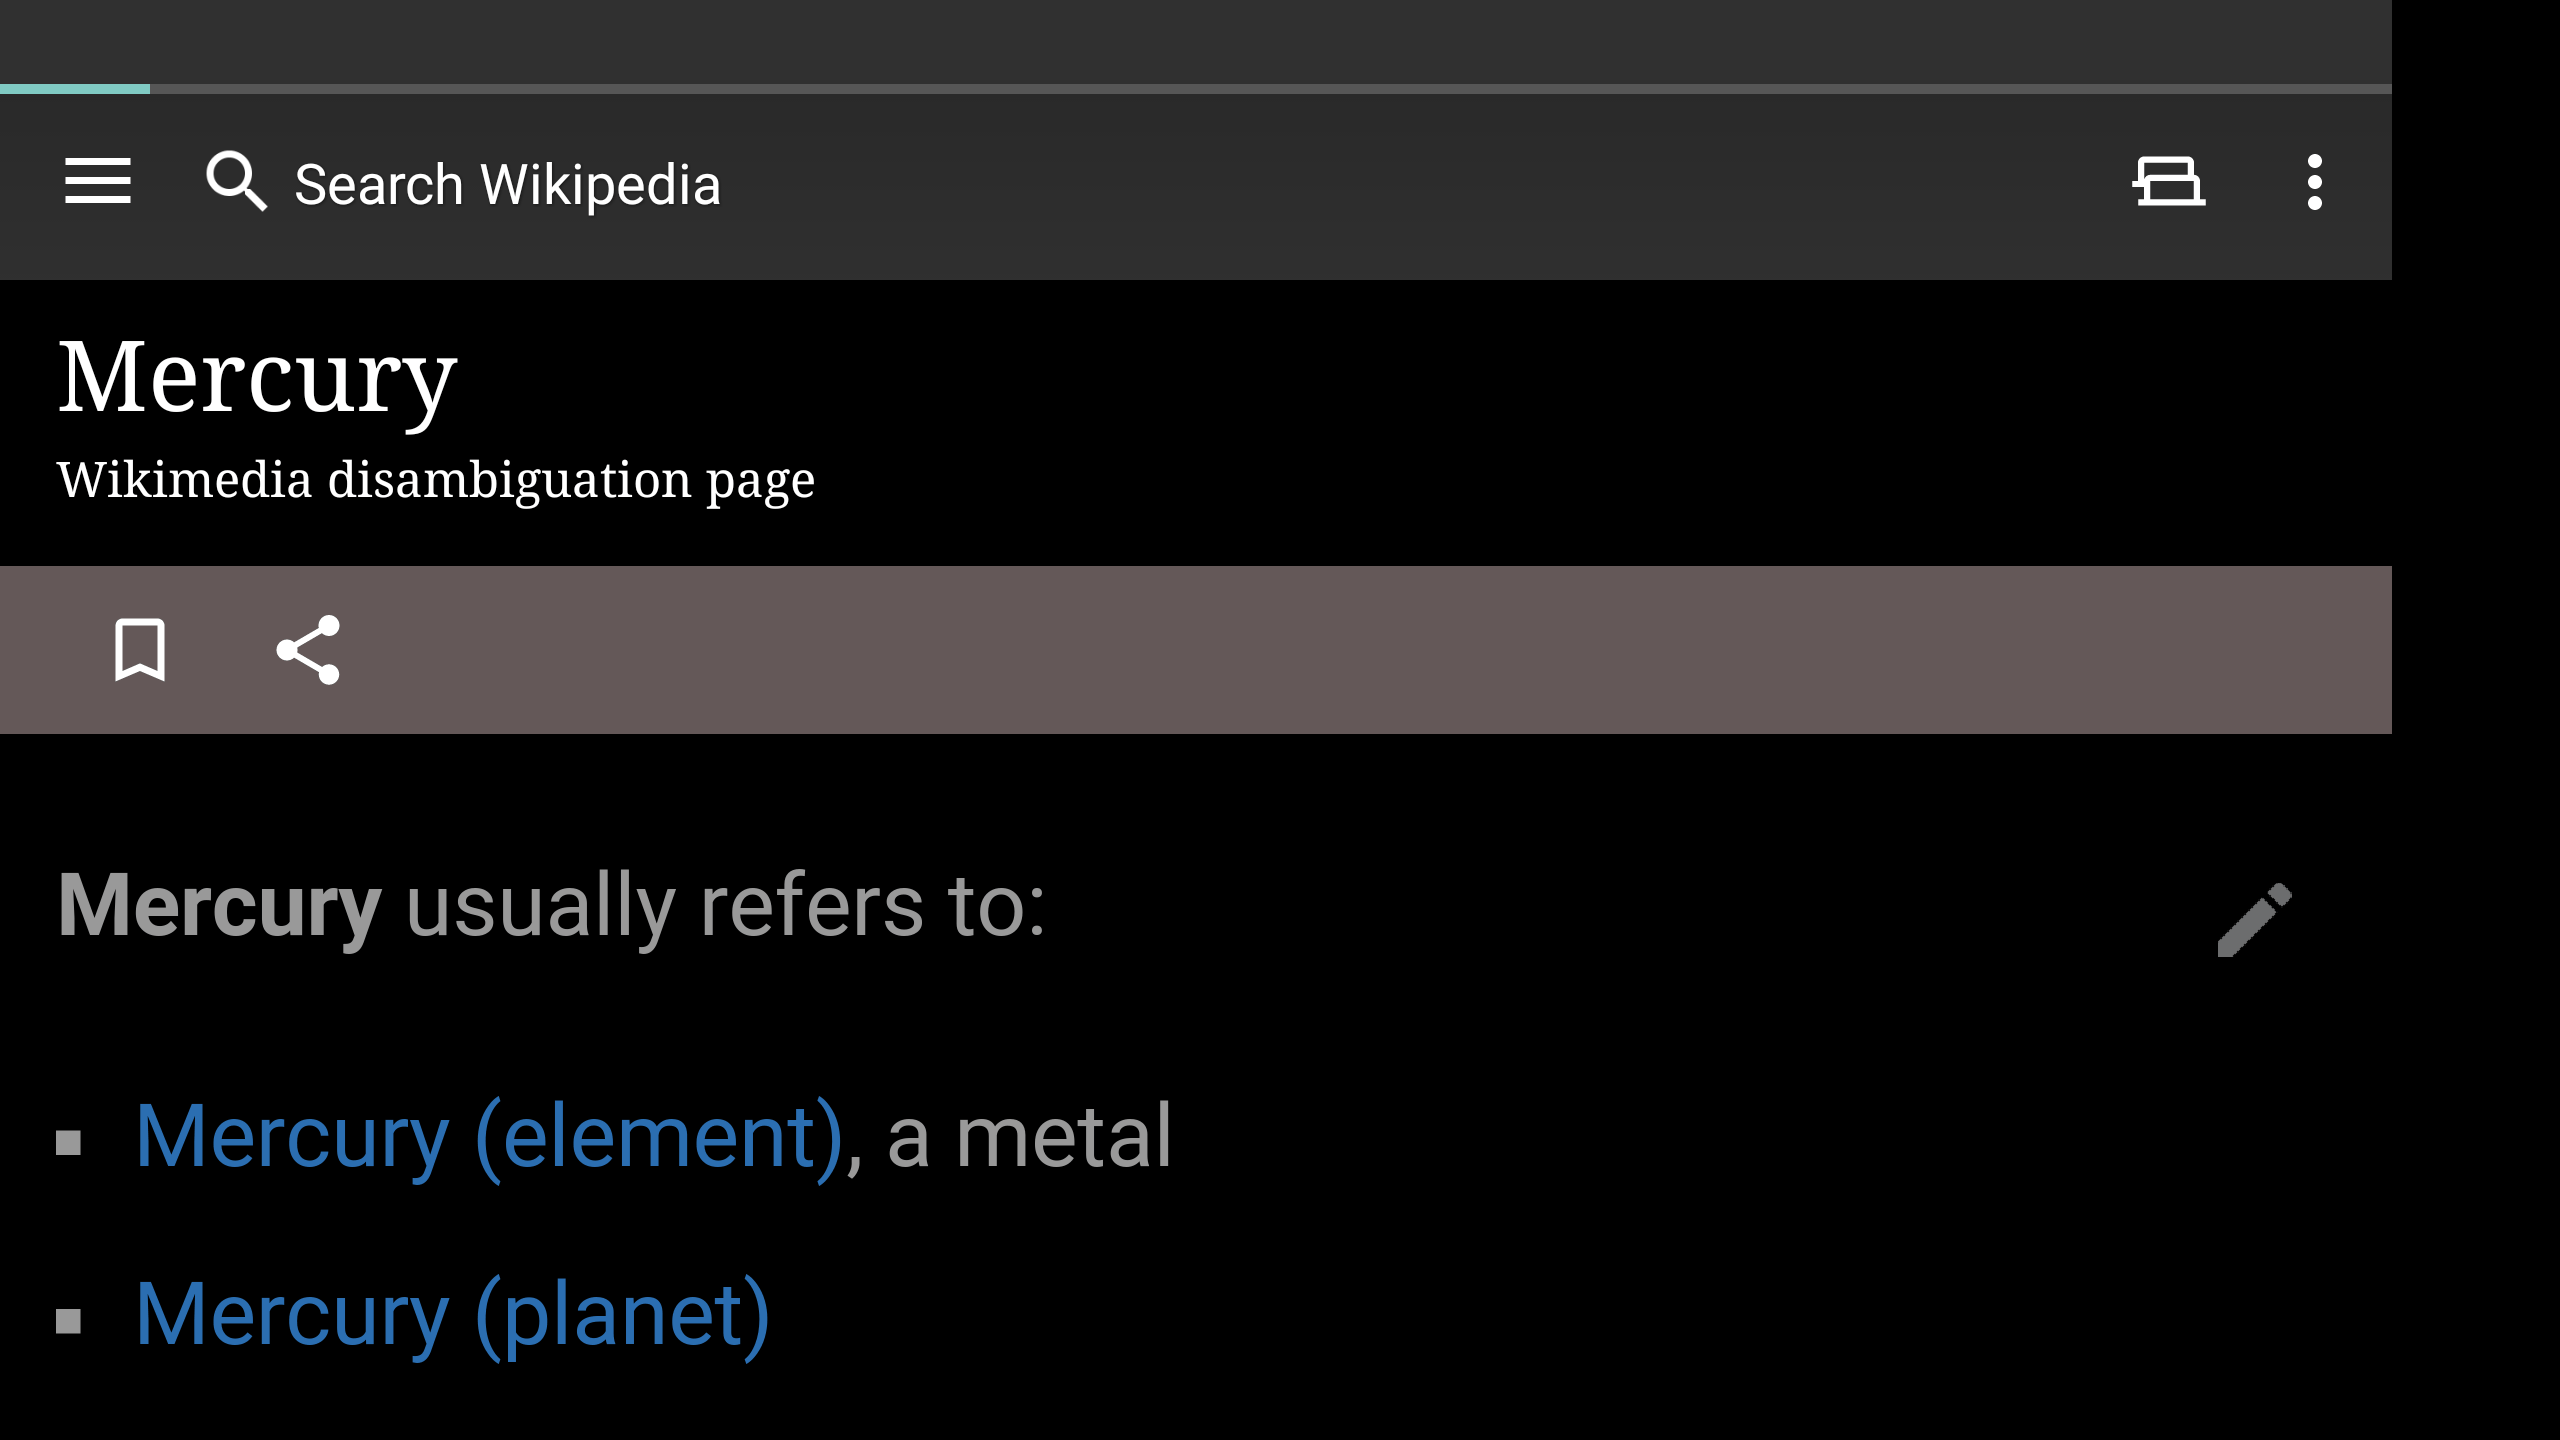 Search Wikipedia
Mercury
Wikimedia disambiguation page
Mercury usually refers to:
Mercury (element), a metal
Mercury (planet)